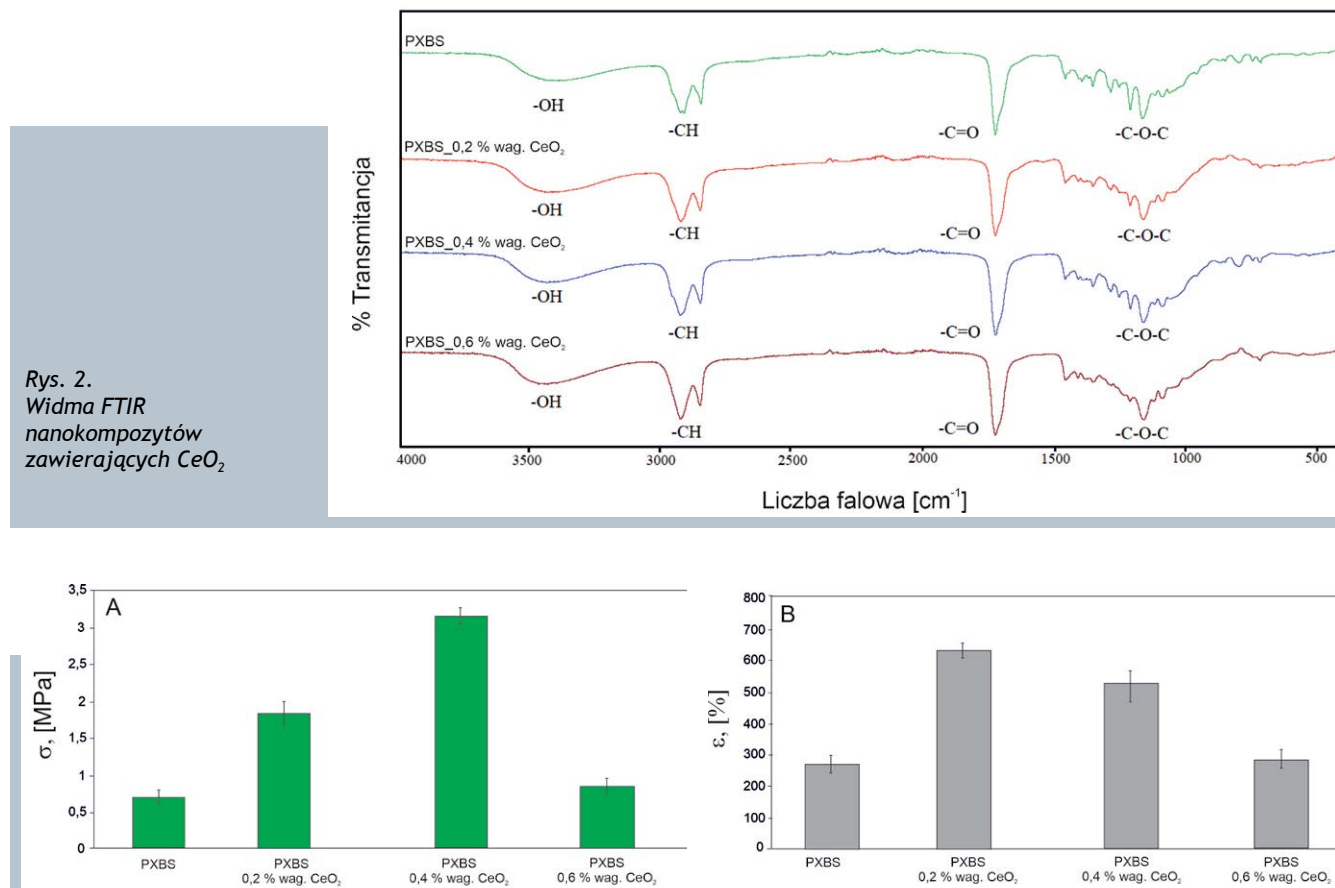 PXBS
-OH
-CH
-C=O
-C-O-C
PXBS_0,2 % wag. CeO₂
-OH
-CH
-C=O
-C-O-C
PXBS_0,4 % wag. CeO₂
-OH
-CH
-C=O
-C-O-C
PXBS_0,6 % wag. CeO₂
-OH
-CH
-C=O
-C-O-C
% Transmitancja
4000 3500 3000 2500 2000 1500 1000 500
Liczba falowa [cm⁻¹]
Rys. 2.
Widma FTIR
nanokompozytów
zawierających CeO₂
A
σ, [MPa]
3,5
3
2,5
2
1,5
1
0,5
0
PXBS
PXBS
0,2 % wag. CeO₂
PXBS
0,4 % wag. CeO₂
PXBS
0,6 % wag. CeO₂
B
ε, [%]
800
700
600
500
400
300
200
100
0
PXBS
PXBS
0,2 % wag. CeO₂
PXBS
0,4 % wag. CeO₂
PXBS
0,6 % wag. CeO₂